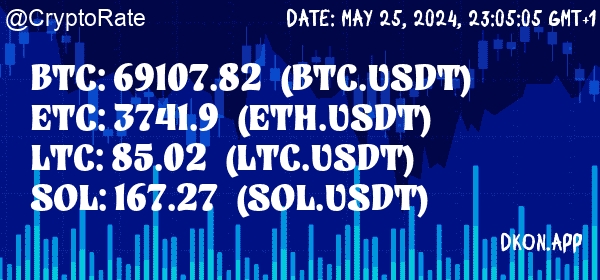 @CryptoRate
DATE: MAY 25, 2024, 23:05:05 GMT+1
BTC: 69107.82 (BTC.USDT)
ETC: 3741.9 (ETH.USDT)
LTC: 85.02 (LTC.USDT)
SOL: 167.27 (SOL.USDT)
DKON.APP